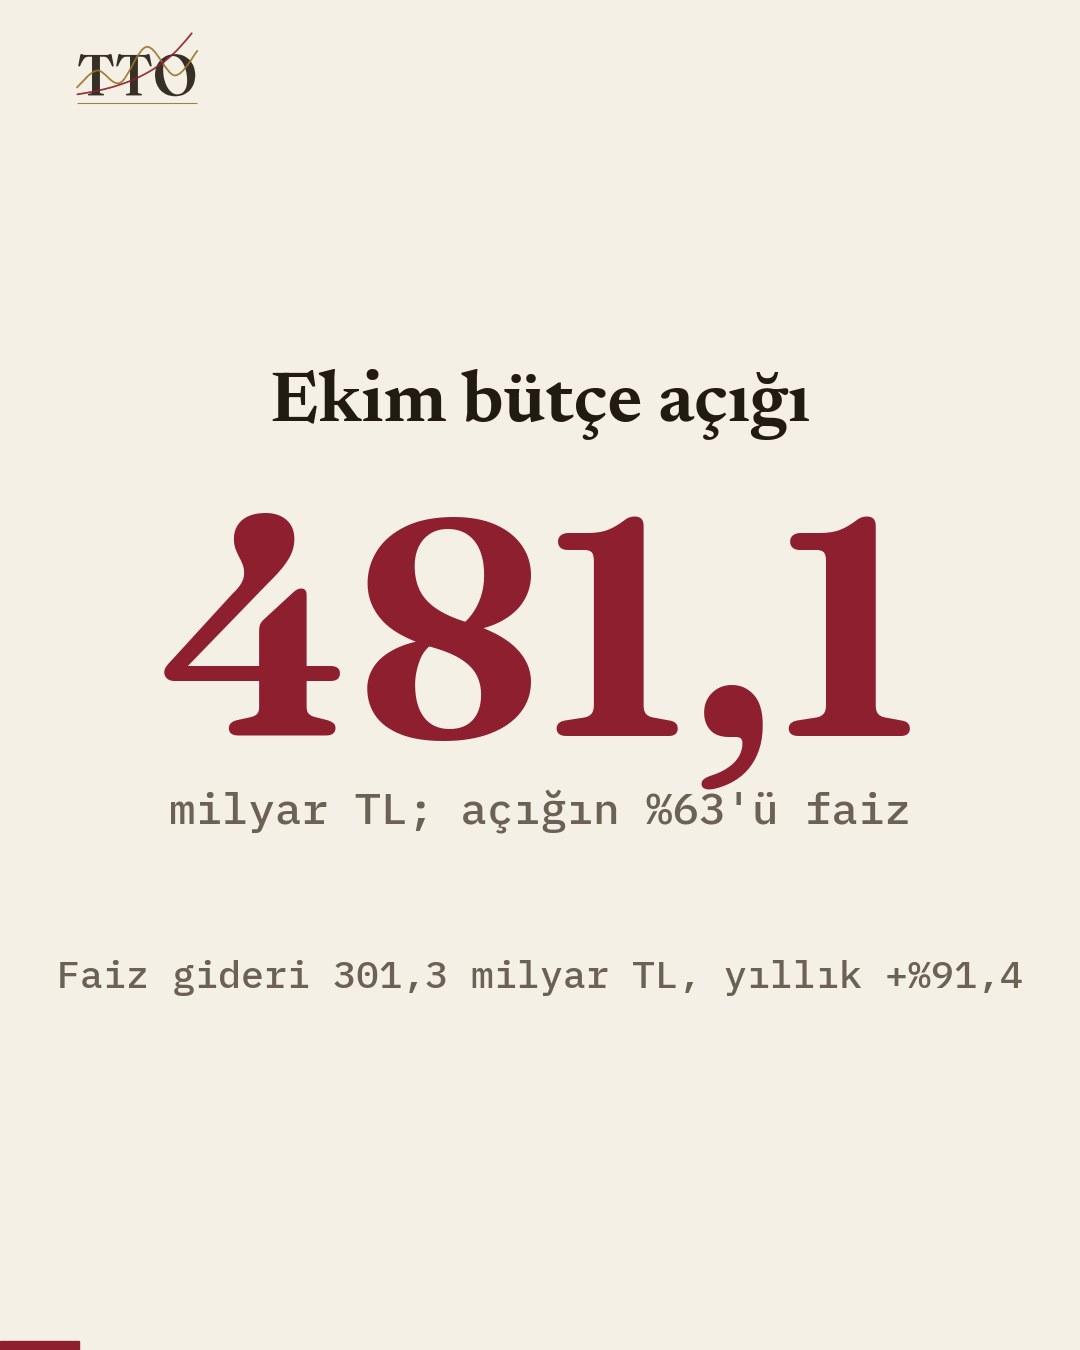 TTO
Ekim bütçe açığı
481,1
milyar TL; açığın %63'ü faiz
Faiz gideri 301,3 milyar TL, yıllık +%91,4